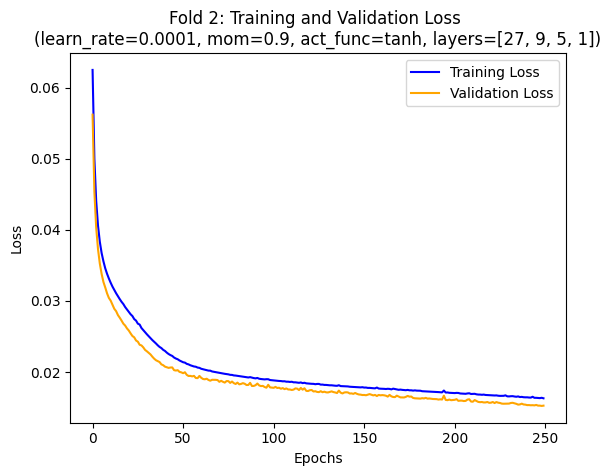 Fold 2: Training and Validation Loss
(learn_rate=0.0001, mom=0.9, act_func=tanh, layers=[27, 9, 5, 1])
Training Loss
Validation Loss
0.06
0.05
0.04
0.03
0.02
Loss
0
50
100
150
200
250
Epochs